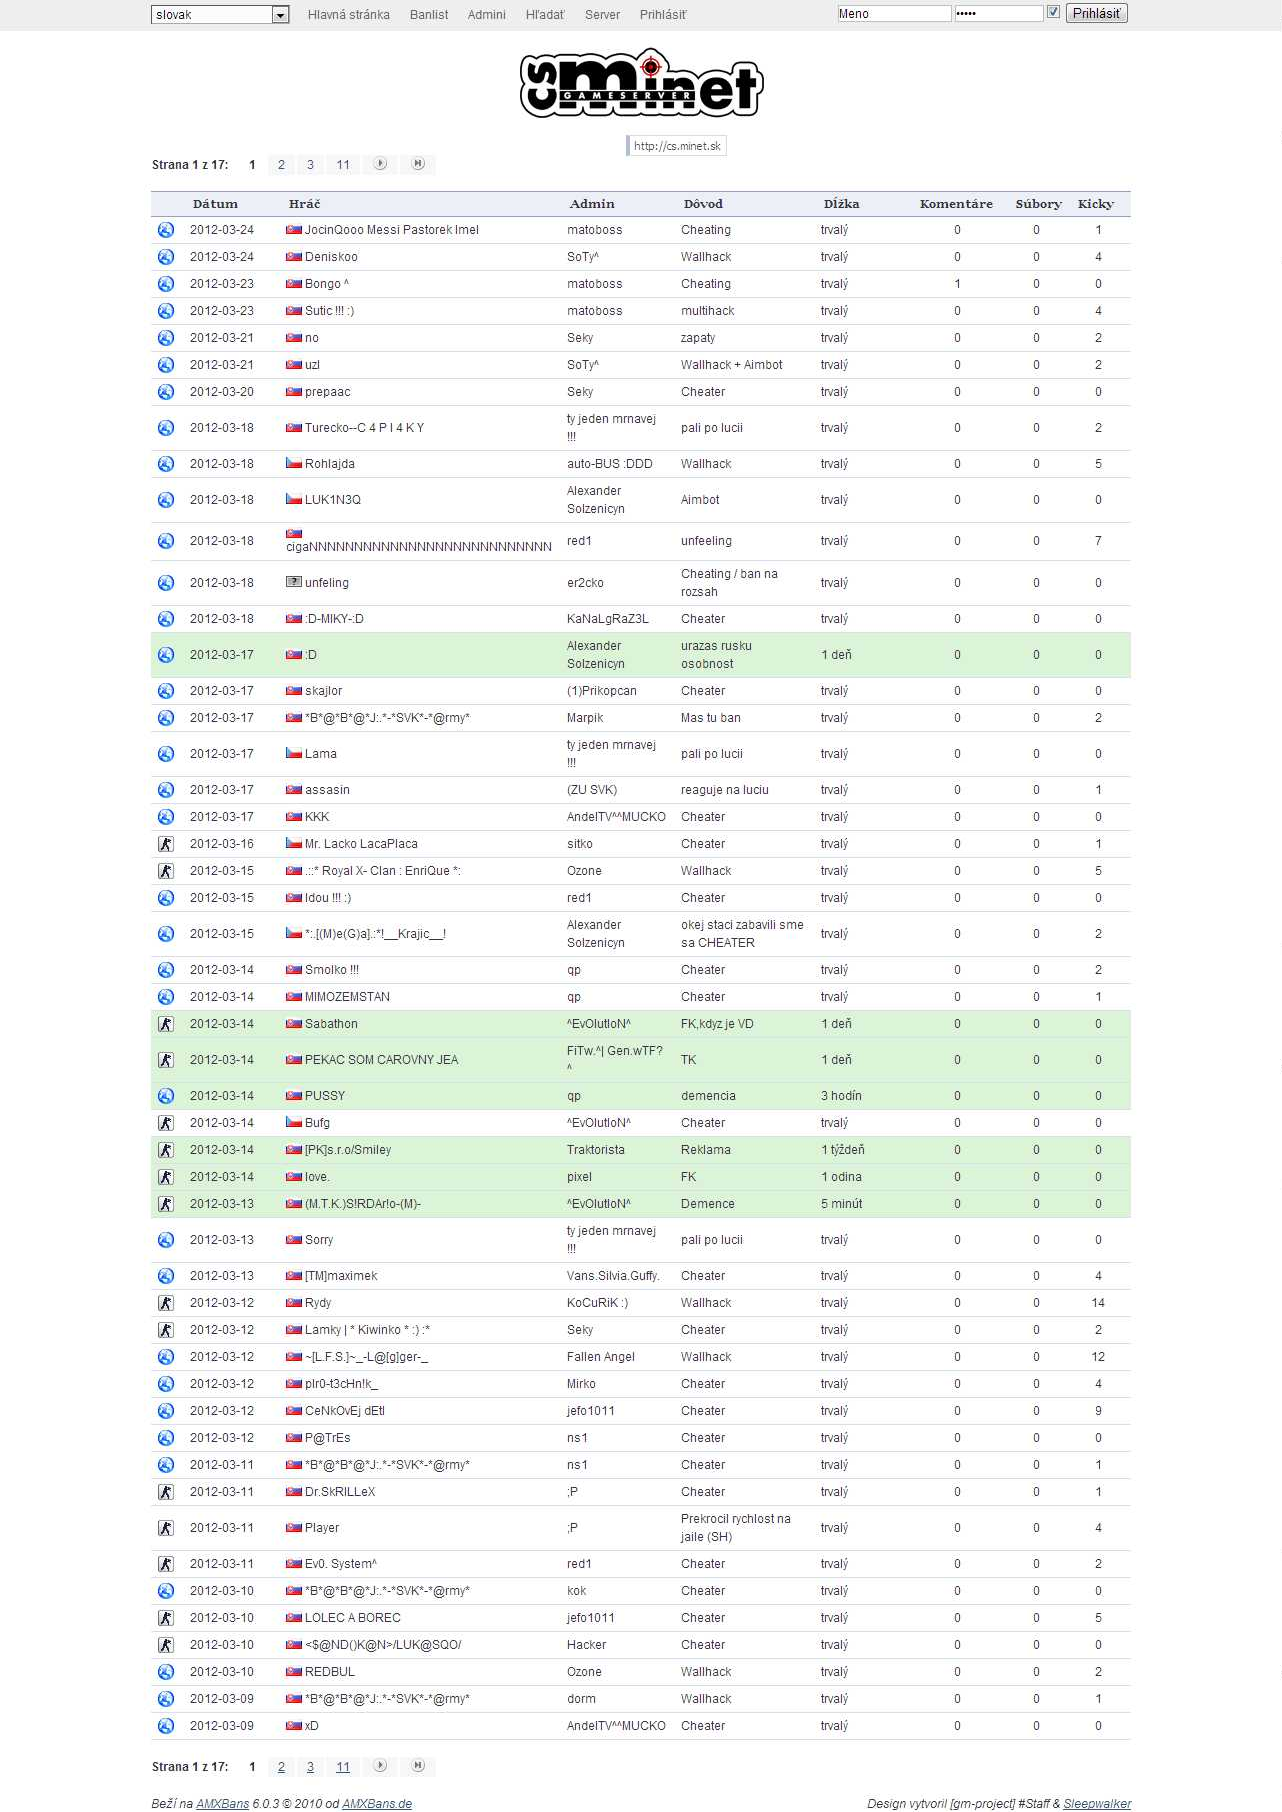 slovak Hlavná stránka Banlist Admini Hľadať Server Prihlásiť Meno ••••• Prihlásiť
cs minet
GAMESERVER
http://cs.minet.sk
Strana 1 z 17: 1 2 3 11
Dátum Hráč Admin Dôvod Dĺžka Komentáre Súbory Kicky
2012-03-24 JocinQooo Messi Pastorek Imel matoboss Cheating trvalý 0 0 1
2012-03-24 Deniskoo SoTy^ Wallhack trvalý 0 0 4
2012-03-23 Bongo ^ matoboss Cheating trvalý 1 0 0
2012-03-23 Sutic !!! :) matoboss multihack trvalý 0 0 4
2012-03-21 no Seky zapaty trvalý 0 0 2
2012-03-21 uzI SoTy^ Wallhack + Aimbot trvalý 0 0 2
2012-03-20 prepaac Seky Cheater trvalý 0 0 0
2012-03-18 Turecko--C 4 P I 4 K Y ty jeden mrnavej !!! pali po lucii trvalý 0 0 2
2012-03-18 Rohlajda auto-BUS :DDD Wallhack trvalý 0 0 5
2012-03-18 LUK1N3Q Alexander Solzenicyn Aimbot trvalý 0 0 0
2012-03-18 cigaNNNNNNNNNNNNNNNNNNNNNNNNNNN red1 unfeeling trvalý 0 0 7
2012-03-18 unfeling er2cko Cheating / ban na rozsah trvalý 0 0 0
2012-03-18 :D-MIKY-:D KaNaLgRaZ3L Cheater trvalý 0 0 0
2012-03-17 :D Alexander Solzenicyn urazas rusku osobnost 1 deň 0 0 0
2012-03-17 skajlor (1)Prikopcan Cheater trvalý 0 0 0
2012-03-17 *B*@*B*@*J:.*-*SVK*-*@rmy* Marpik Mas tu ban trvalý 0 0 2
2012-03-17 Lama ty jeden mrnavej !!! pali po lucii trvalý 0 0 0
2012-03-17 assasin (ZU SVK) reaguje na luciu trvalý 0 0 1
2012-03-17 KKK AndelTV^^MUCKO Cheater trvalý 0 0 0
2012-03-16 Mr. Lacko LacaPlaca sitko Cheater trvalý 0 0 1
2012-03-15 .::* Royal X- Clan : EnriQue *: Ozone Wallhack trvalý 0 0 5
2012-03-15 Idou !!! :) red1 Cheater trvalý 0 0 0
2012-03-15 *:.[(M)e(G)a].:*!__Krajic__! Alexander Solzenicyn okej staci zabavili sme sa CHEATER trvalý 0 0 2
2012-03-14 Smolko !!! qp Cheater trvalý 0 0 2
2012-03-14 MIMOZEMSTAN qp Cheater trvalý 0 0 1
2012-03-14 Sabathon ^EvOlutIoN^ FK,kdyz je VD 1 deň 0 0 0
2012-03-14 PEKAC SOM CAROVNY JEA FiTw.^| Gen.wTF? ^ TK 1 deň 0 0 0
2012-03-14 PUSSY qp demencia 3 hodín 0 0 0
2012-03-14 Bufg ^EvOlutIoN^ Cheater trvalý 0 0 0
2012-03-14 [PK]s.r.o/Smiley Traktorista Reklama 1 týždeň 0 0 0
2012-03-14 love. pixel FK 1 odina 0 0 0
2012-03-13 (M.T.K.)S!RDAr!o-(M)- ^EvOlutIoN^ Demence 5 minút 0 0 0
2012-03-13 Sorry ty jeden mrnavej !!! pali po lucii trvalý 0 0 0
2012-03-13 [TM]maximek Vans.Silvia.Guffy. Cheater trvalý 0 0 4
2012-03-12 Rydy KoCuRiK :) Wallhack trvalý 0 0 14
2012-03-12 Lamky | * Kiwinko * :) :* Seky Cheater trvalý 0 0 2
2012-03-12 ~[L.F.S.]~_-L@[g]ger-_ Fallen Angel Wallhack trvalý 0 0 12
2012-03-12 pIr0-t3cHn!k_ Mirko Cheater trvalý 0 0 4
2012-03-12 CeNkOvEj dEtI jefo1011 Cheater trvalý 0 0 9
2012-03-12 P@TrEs ns1 Cheater trvalý 0 0 0
2012-03-11 *B*@*B*@*J:.*-*SVK*-*@rmy* ns1 Cheater trvalý 0 0 1
2012-03-11 Dr.SkRILLeX ;P Cheater trvalý 0 0 1
2012-03-11 Player ;P Prekrocil rychlost na jaile (SH) trvalý 0 0 4
2012-03-11 Ev0. System^ red1 Cheater trvalý 0 0 2
2012-03-10 *B*@*B*@*J:.*-*SVK*-*@rmy* kok Cheater trvalý 0 0 0
2012-03-10 LOLEC A BOREC jefo1011 Cheater trvalý 0 0 5
2012-03-10 <$@ND()K@N>/LUK@SQO/ Hacker Cheater trvalý 0 0 0
2012-03-10 REDBUL Ozone Wallhack trvalý 0 0 2
2012-03-09 *B*@*B*@*J:.*-*SVK*-*@rmy* dorm Wallhack trvalý 0 0 1
2012-03-09 xD AndelTV^^MUCKO Cheater trvalý 0 0 0
Strana 1 z 17: 1 2 3 11
Beží na AMXBans 6.0.3 © 2010 od AMXBans.de Design vytvoril [gm-project] #Staff & Sleepwalker